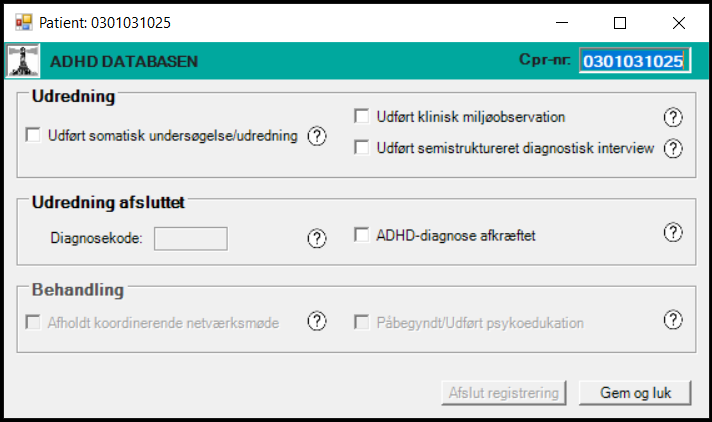 Patient: 0301031025
ADHD DATABASEN
Cpr-nr: 0301031025
Udredning
Udført somatisk undersøgelse/udredning ?
Udført klinisk miljøobservation ?
Udført semistruktureret diagnostisk interview ?
Udredning afsluttet
Diagnosekode: ?
ADHD-diagnose afkræftet ?
Behandling
Afholdt koordinerende netværksmøde ?
Påbegyndt/Udført psykoedukation ?
Afslut registrering
Gem og luk